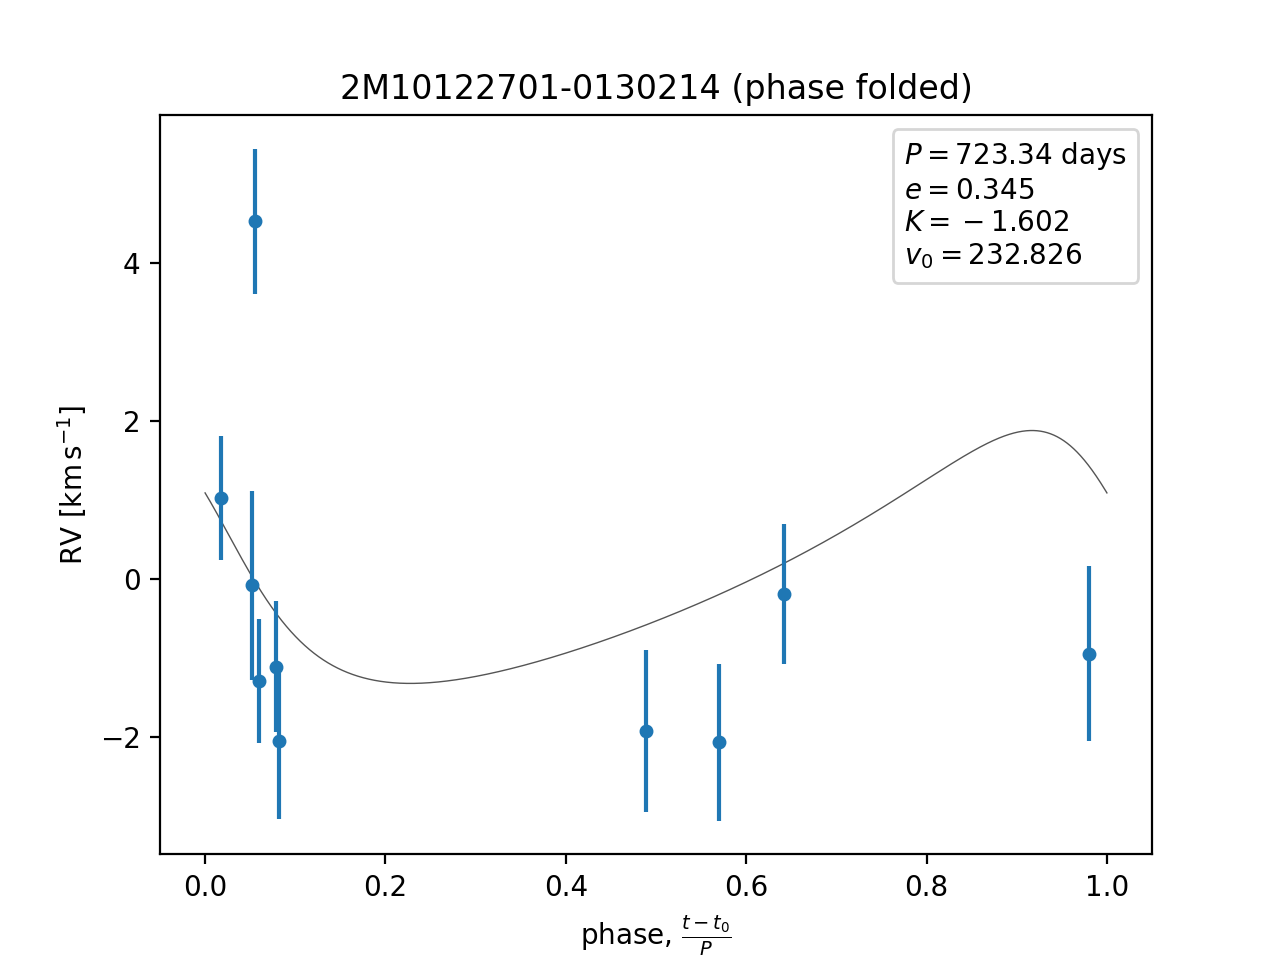 2M10122701-0130214 (phase folded)
P = 723.34 days
e = 0.345
K = −1.602
v₀ = 232.826
RV [km s⁻¹]
4
2
0
−2
0.0 0.2 0.4 0.6 0.8 1.0
phase, (t − t₀)/P